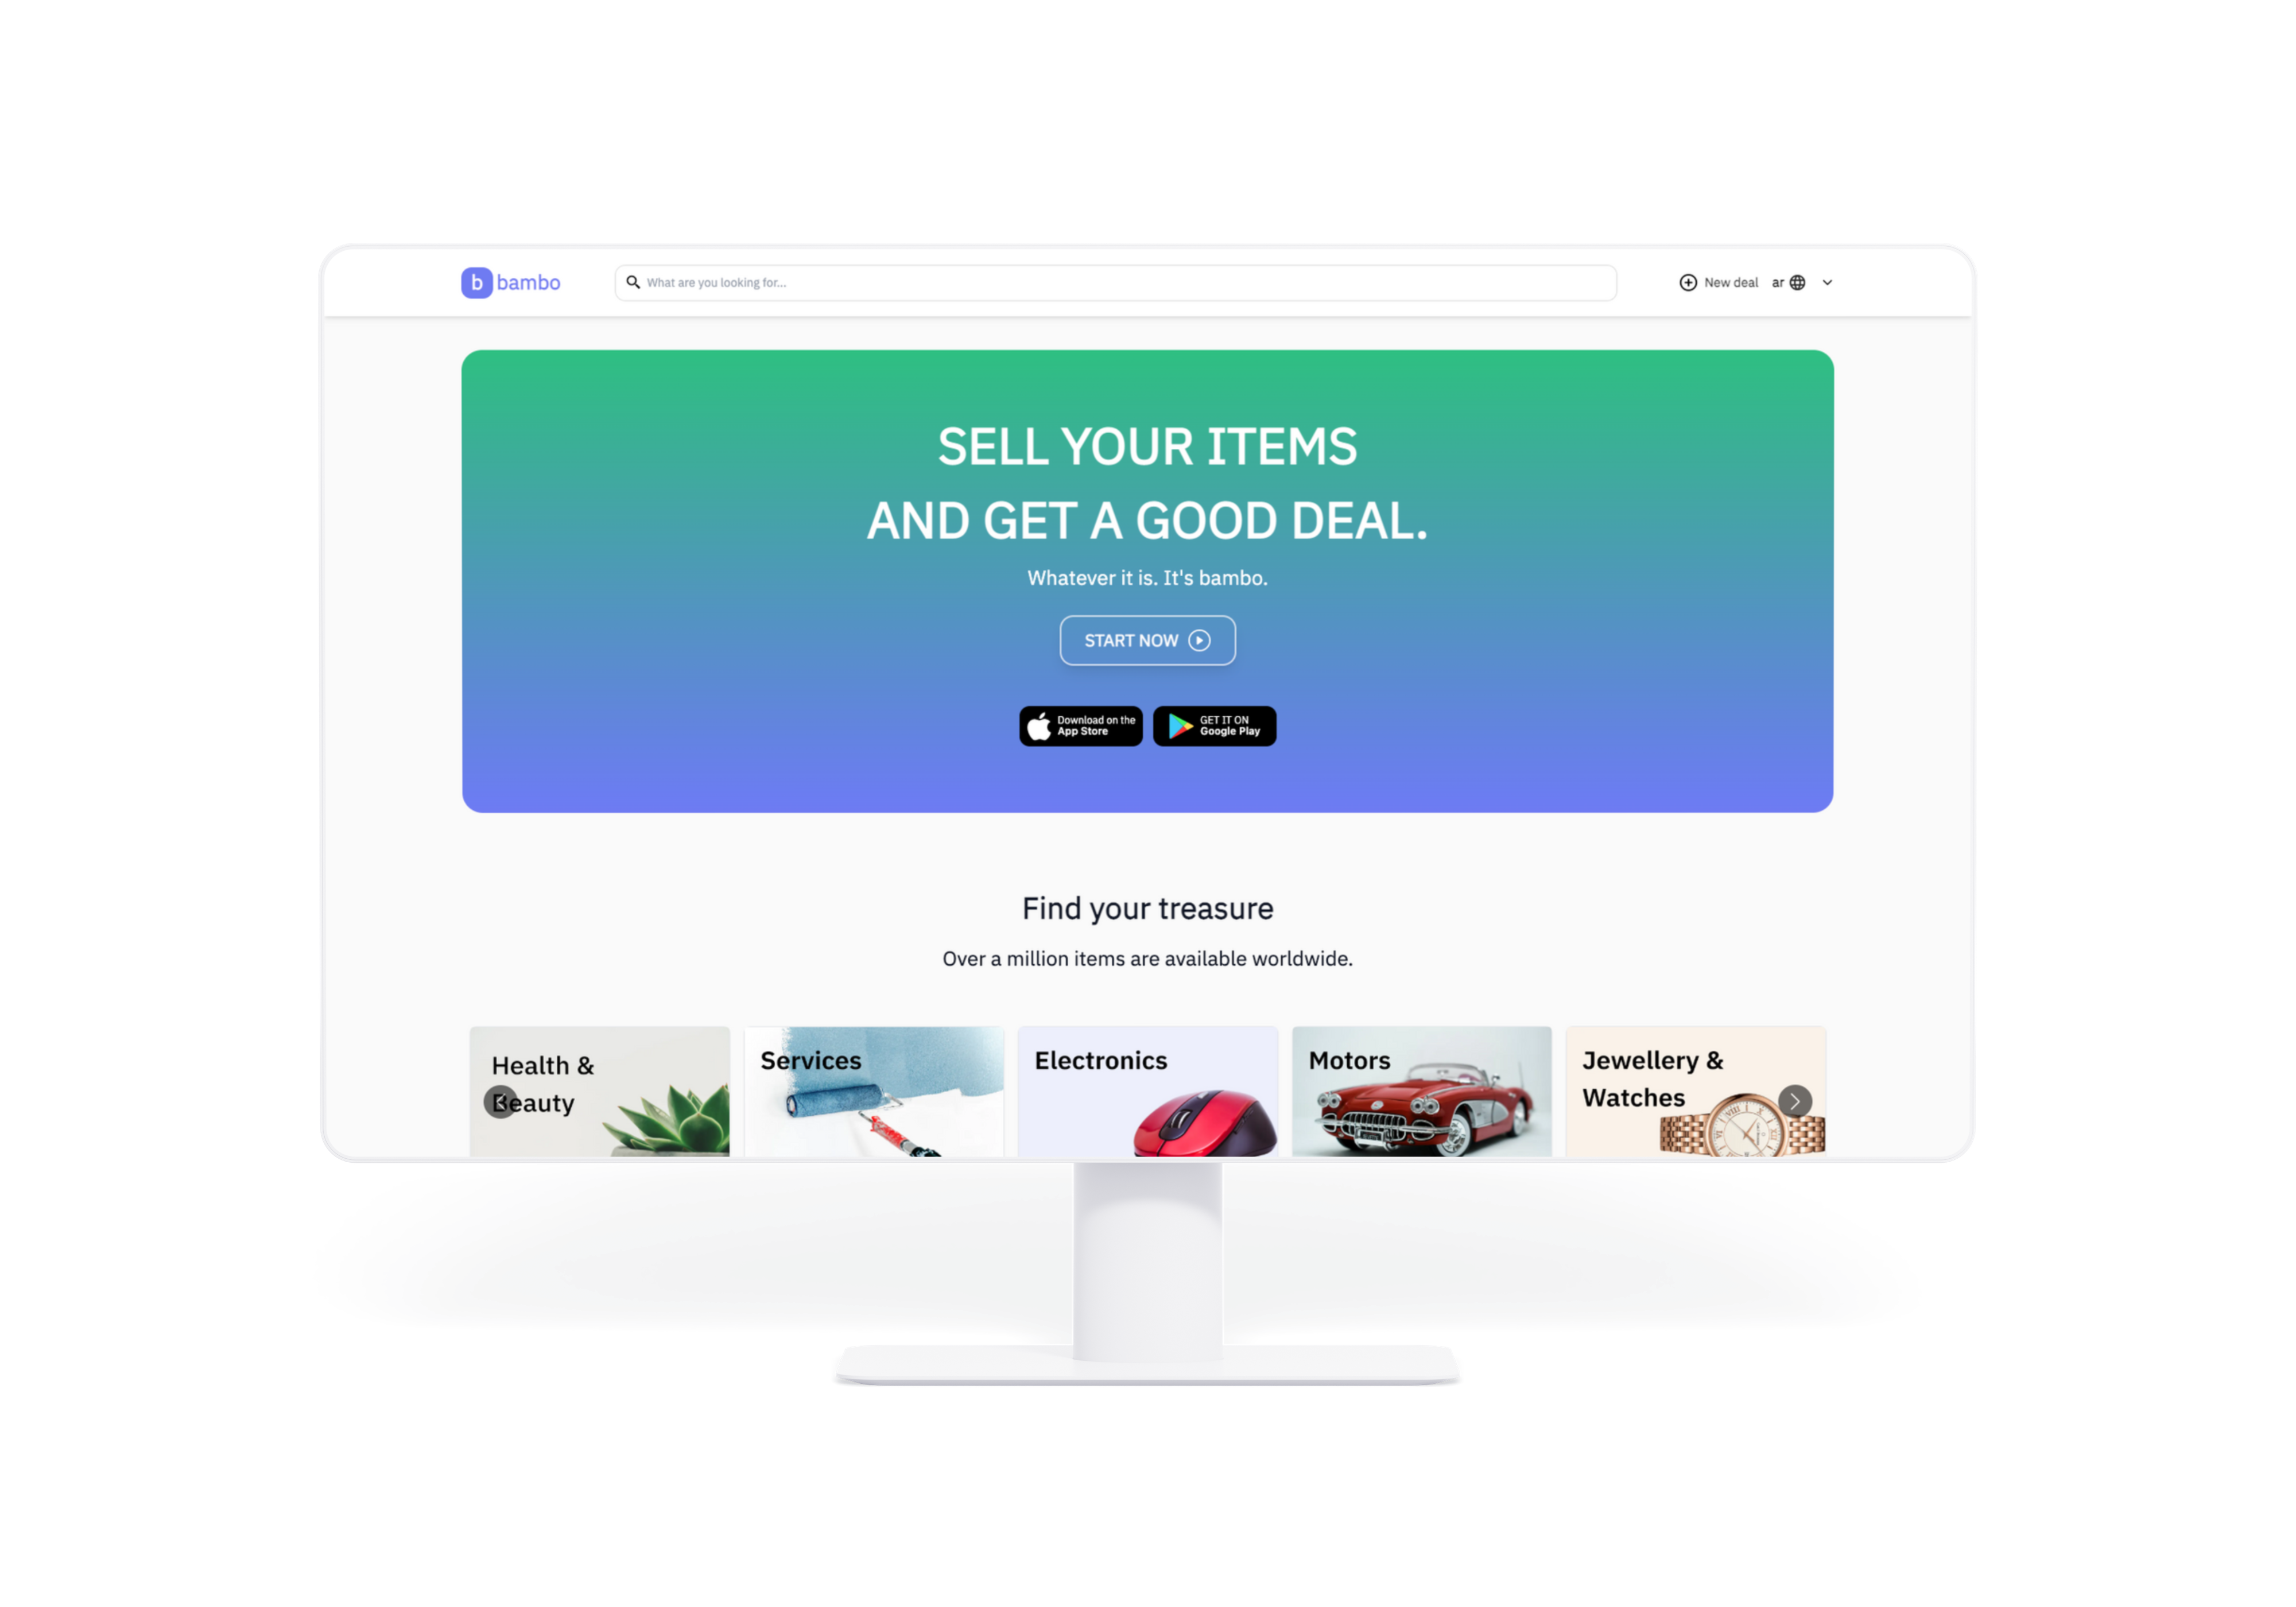 b bambo
What are you looking for...
New deal
ar
SELL YOUR ITEMS
AND GET A GOOD DEAL.
Whatever it is. It's bambo.
START NOW
Download on the
App Store
GET IT ON
Google Play
Find your treasure
Over a million items are available worldwide.
Health &
Beauty
Services
Electronics
Motors
Jewellery &
Watches